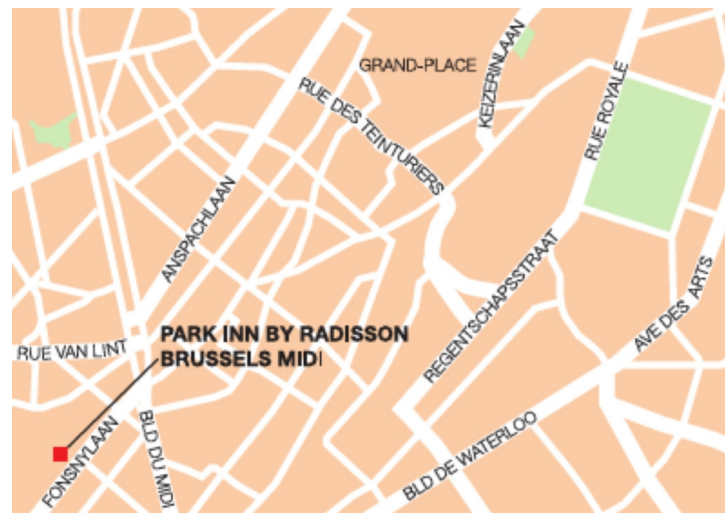 GRAND-PLACE
KEIZERINLAAN
RUE ROYALE
RUE DES TEINTURIERS
ANSPACHLAAN
REGENTSCHAPSSTRAAT
AVE DES ARTS
PARK INN BY RADISSON
BRUSSELS MIDI
RUE VAN LINT
FONSNYLAAN
BLD DU MIDI
BLD DE WATERLOO